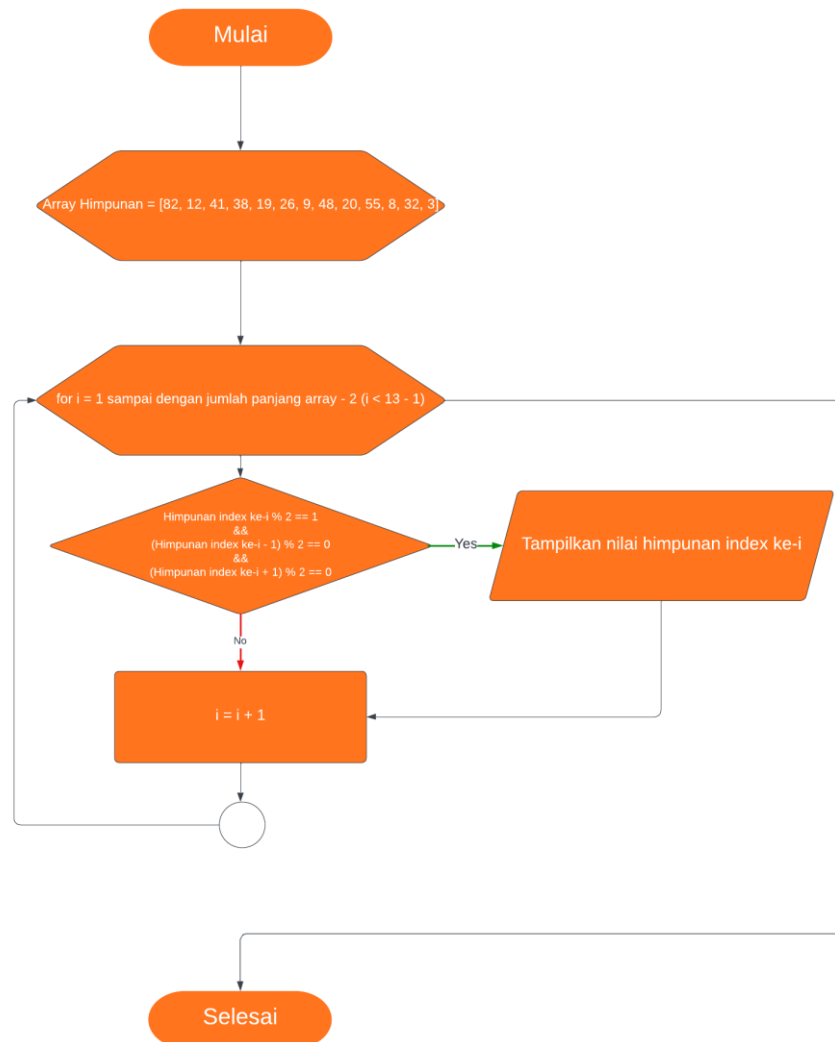 Mulai
Array Himpunan = [82, 12, 41, 38, 19, 26, 9, 48, 20, 55, 8, 32, 3]
for i = 1 sampai dengan jumlah panjang array - 2 (i < 13 - 1)
Himpunan index ke-i % 2 == 1
&&
(Himpunan index ke-i - 1) % 2 == 0
&&
(Himpunan index ke-i + 1) % 2 == 0
Yes
Tampilkan nilai himpunan index ke-i
No
i = i + 1
Selesai